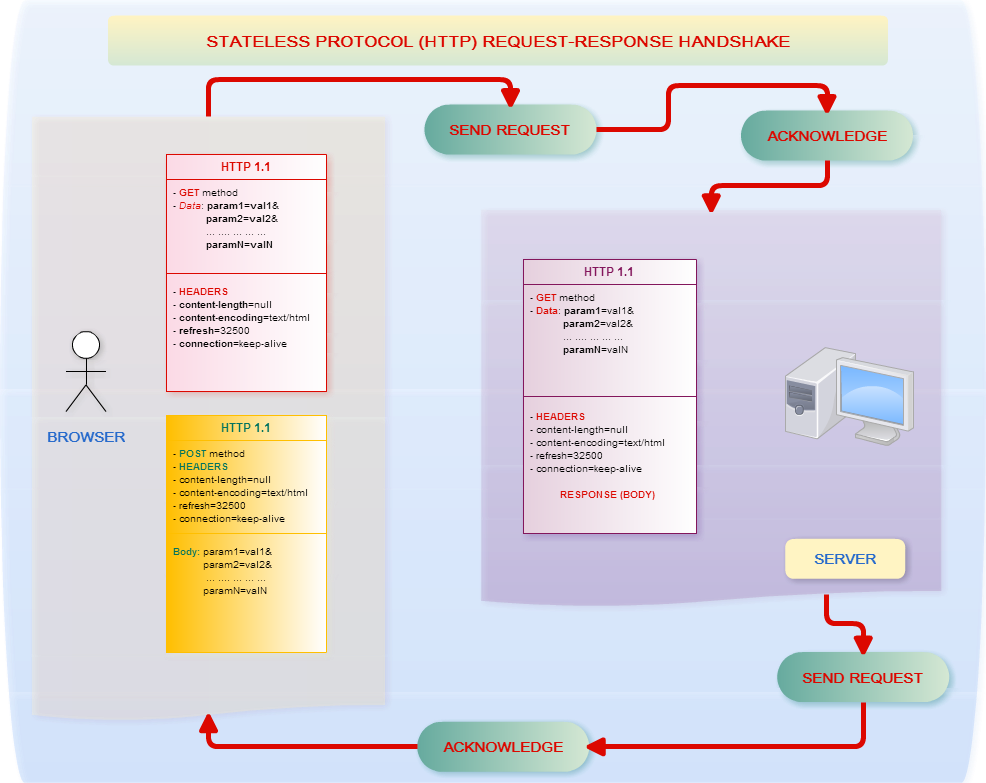 STATELESS PROTOCOL (HTTP) REQUEST-RESPONSE HANDSHAKE
SEND REQUEST
ACKNOWLEDGE
HTTP 1.1
- GET method
- Data: param1=val1&
param2=val2&
... .... ... ... ...
paramN=valN
- HEADERS
- content-length=null
- content-encoding=text/html
- refresh=32500
- connection=keep-alive
BROWSER
HTTP 1.1
- POST method
- HEADERS
- content-length=null
- content-encoding=text/html
- refresh=32500
- connection=keep-alive
Body: param1=val1&
param2=val2&
... .... ... ... ...
paramN=valN
HTTP 1.1
- GET method
- Data: param1=val1&
param2=val2&
... .... ... ... ...
paramN=valN
- HEADERS
- content-length=null
- content-encoding=text/html
- refresh=32500
- connection=keep-alive
RESPONSE (BODY)
SERVER
SEND REQUEST
ACKNOWLEDGE